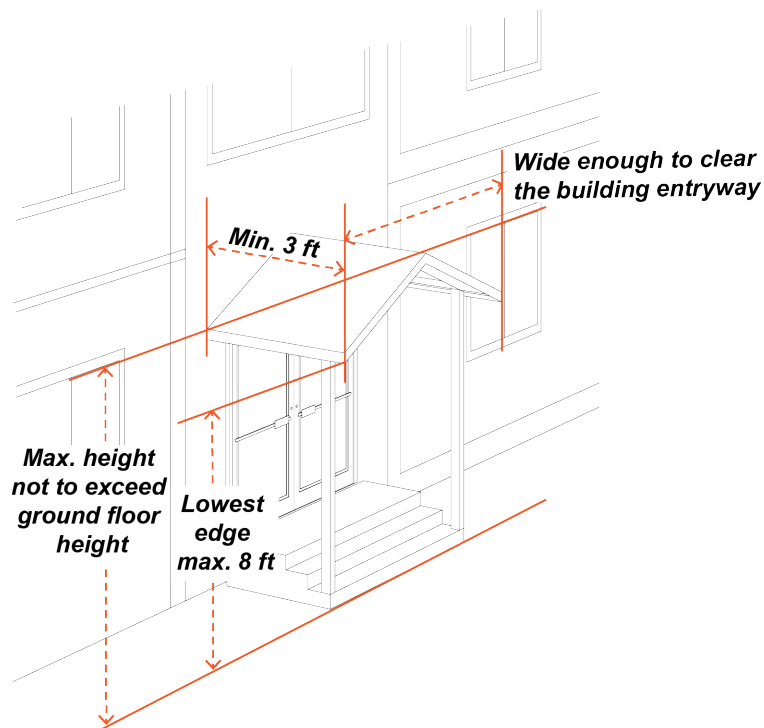 Wide enough to clear
the building entryway
Min. 3 ft
Max. height
not to exceed
ground floor
height
Lowest
edge
max. 8 ft